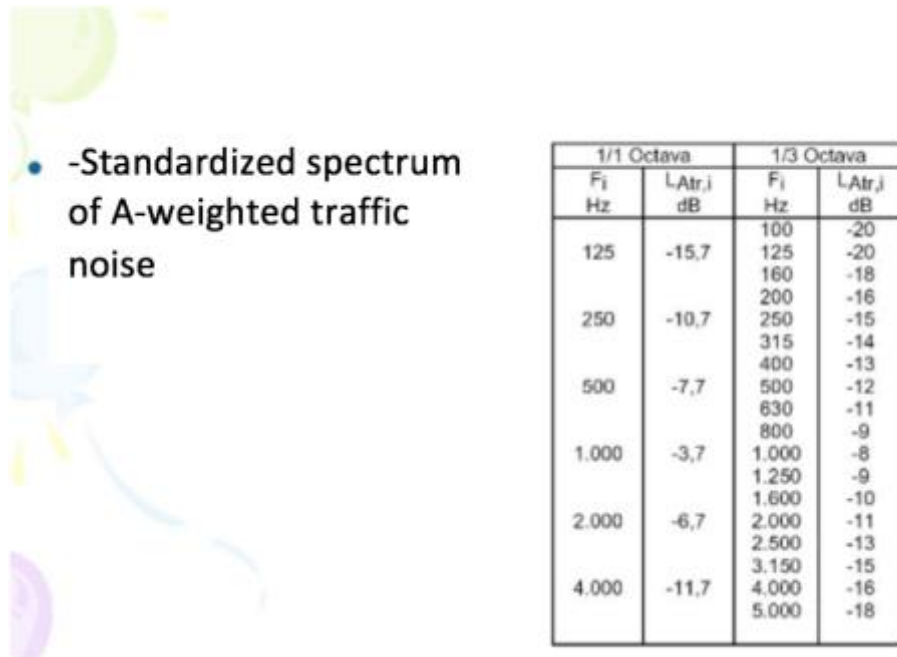 • -Standardized spectrum
of A-weighted traffic
noise
1/1 Octava 1/3 Octava
Fi LAtr,i Fi LAtr,i
Hz dB Hz dB
100 -20
125 -15,7 125 -20
160 -18
200 -16
250 -10,7 250 -15
315 -14
400 -13
500 -7,7 500 -12
630 -11
800 -9
1.000 -3,7 1.000 -8
1.250 -9
1.600 -10
2.000 -6,7 2.000 -11
2.500 -13
3.150 -15
4.000 -11,7 4.000 -16
5.000 -18